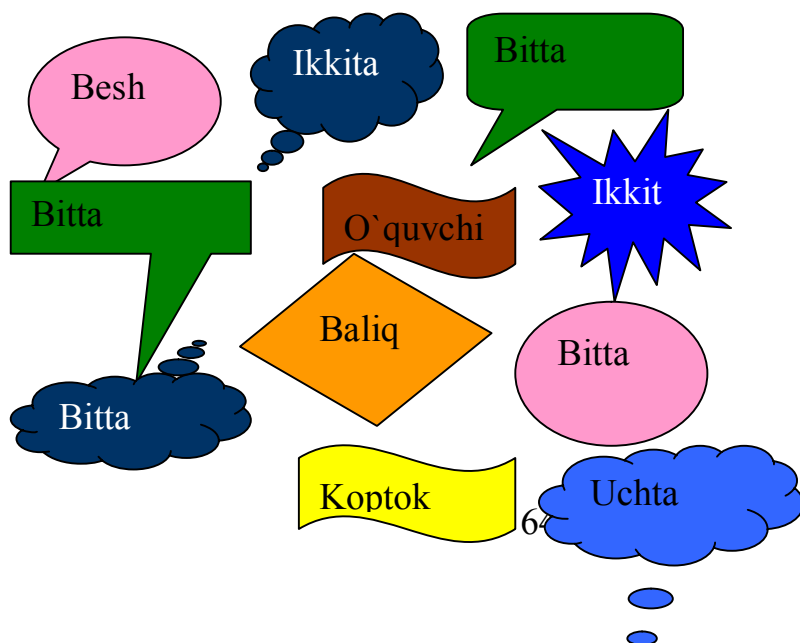 Besh
Ikkita
Bitta
Bitta
O`quvchi
Ikkit
Baliq
Bitta
Bitta
Koptok
Uchta